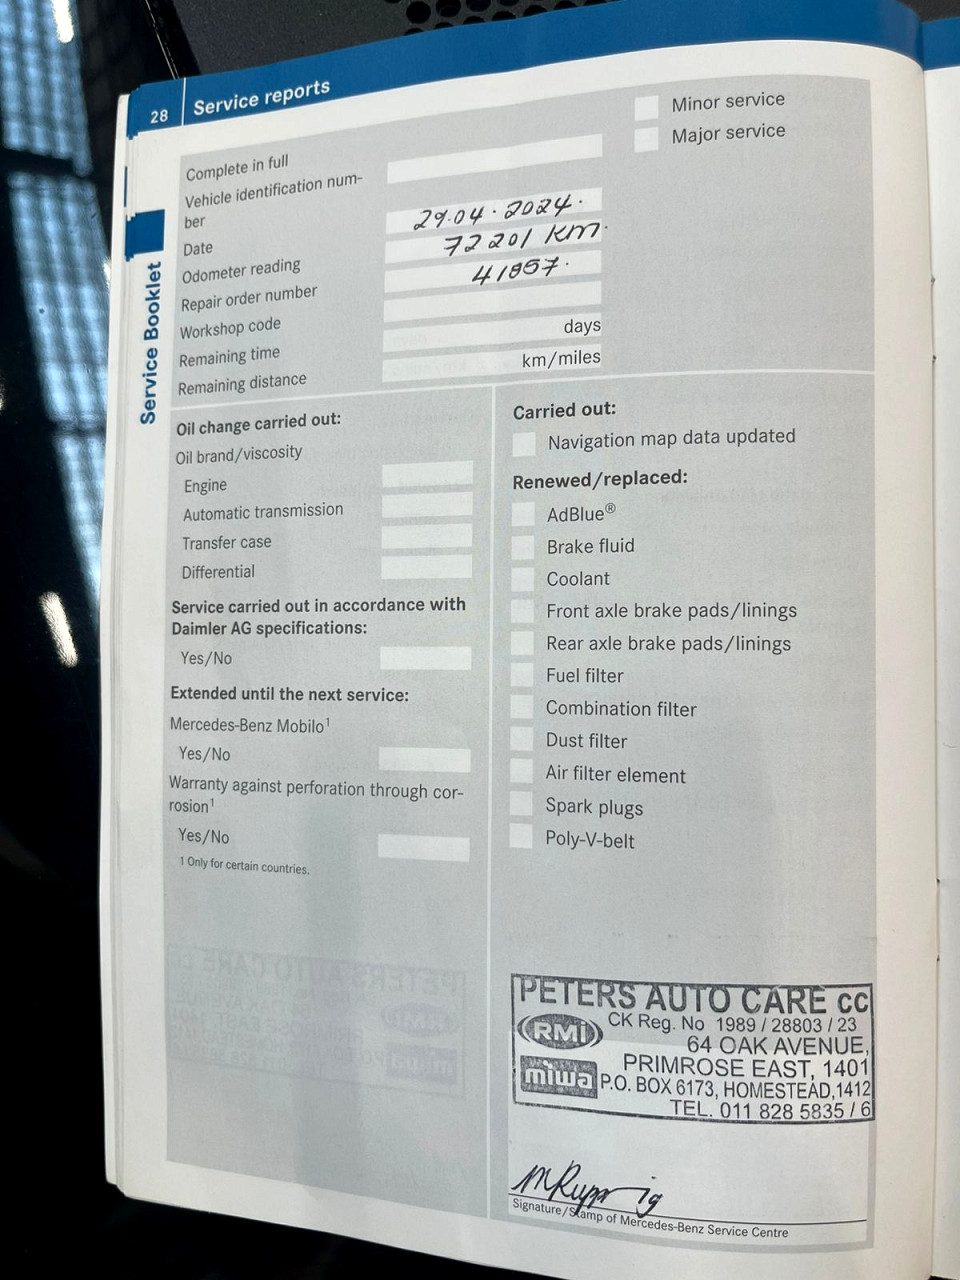 28 Service reports
Minor service
Major service
Complete in full
Vehicle identification num-
ber
Date 29.04.2024.
Odometer reading 72201 KM.
Repair order number 41857.
Workshop code
Remaining time days
Remaining distance km/miles
Service Booklet
Oil change carried out:
Oil brand/viscosity
Engine
Automatic transmission
Transfer case
Differential
Service carried out in accordance with
Daimler AG specifications:
Yes/No
Extended until the next service:
Mercedes-Benz Mobilo¹
Yes/No
Warranty against perforation through cor-
rosion¹
Yes/No
1 Only for certain countries.
Carried out:
Navigation map data updated
Renewed/replaced:
AdBlue®
Brake fluid
Coolant
Front axle brake pads/linings
Rear axle brake pads/linings
Fuel filter
Combination filter
Dust filter
Air filter element
Spark plugs
Poly-V-belt
PETERS AUTO CARE CC
RMi
CK Reg. No 1989 / 28803 / 23
64 OAK AVENUE,
PRIMROSE EAST, 1401
miwa
P.O. BOX 6173, HOMESTEAD,1412
TEL. 011 828 5835 / 6
Signature/Stamp of Mercedes-Benz Service Centre